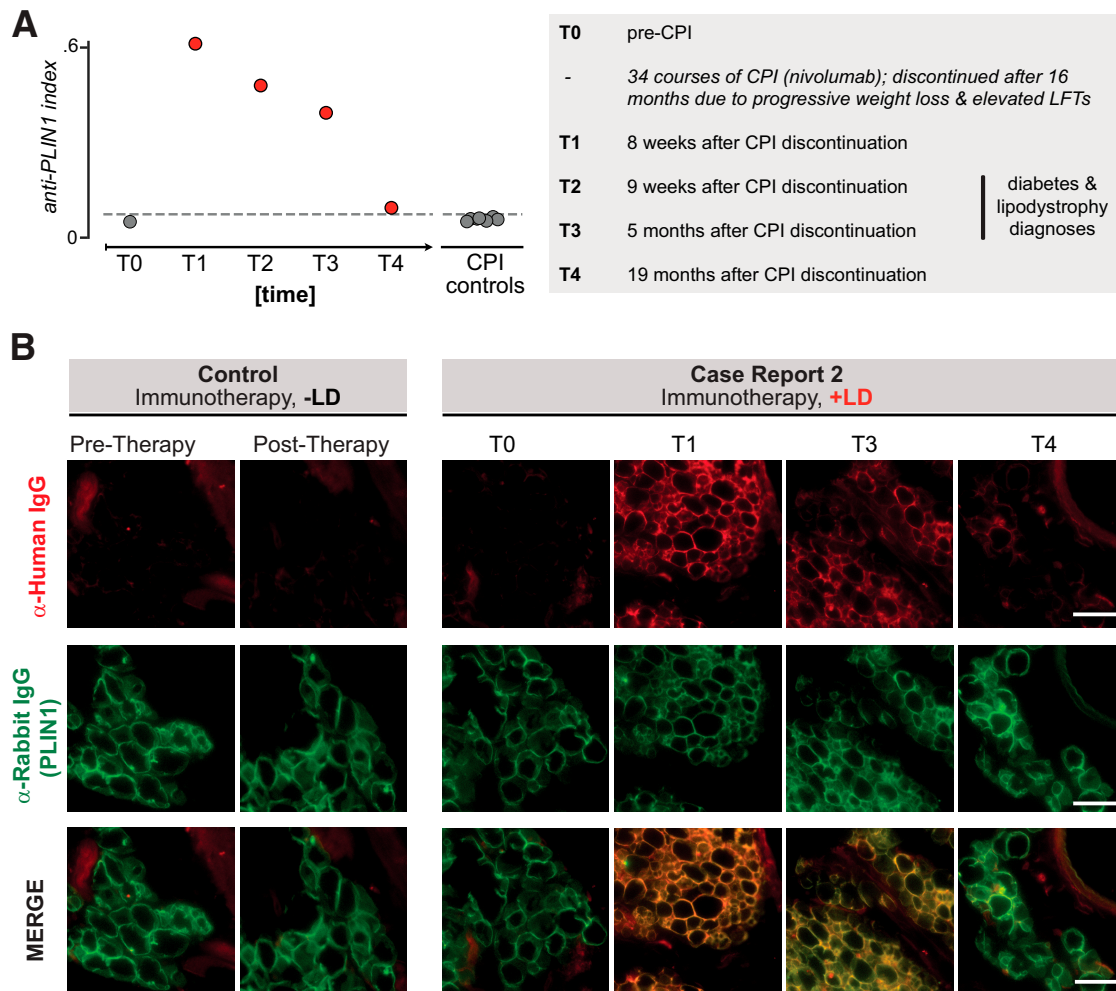 A
.6
anti-PLIN1 index
0
T0 T1 T2 T3 T4
[time]
CPI
controls
T0 pre-CPI
- 34 courses of CPI (nivolumab); discontinued after 16
months due to progressive weight loss & elevated LFTs
T1 8 weeks after CPI discontinuation
T2 9 weeks after CPI discontinuation
T3 5 months after CPI discontinuation
T4 19 months after CPI discontinuation
diabetes &
lipodystrophy
diagnoses
B
Control
Immunotherapy, -LD
Case Report 2
Immunotherapy, +LD
Pre-Therapy Post-Therapy T0 T1 T3 T4
α-Human IgG
α-Rabbit IgG
(PLIN1)
MERGE